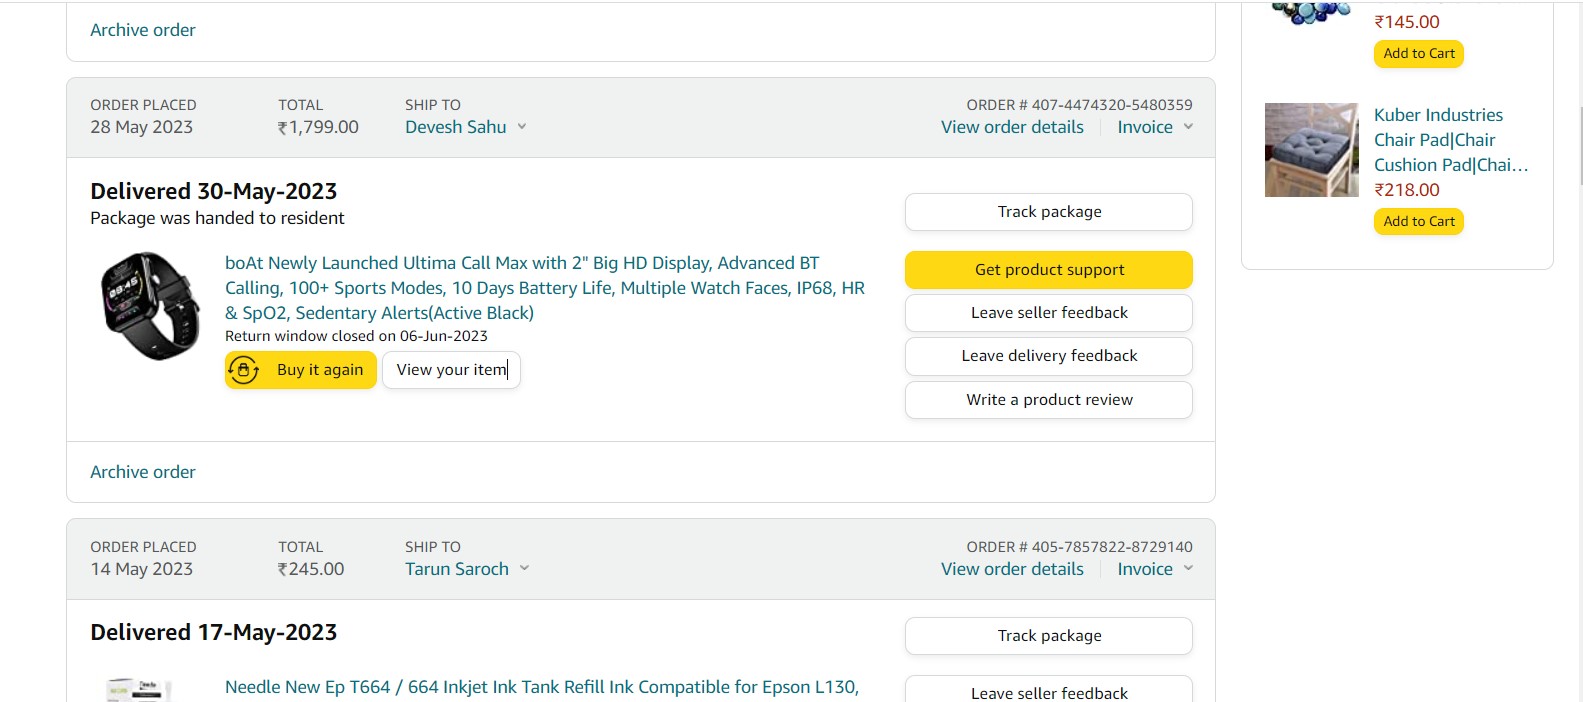 Archive order
ORDER PLACED
28 May 2023
TOTAL
₹1,799.00
SHIP TO
Devesh Sahu
ORDER # 407-4474320-5480359
View order details
Invoice
Delivered 30-May-2023
Package was handed to resident
boAt Newly Launched Ultima Call Max with 2" Big HD Display, Advanced BT
Calling, 100+ Sports Modes, 10 Days Battery Life, Multiple Watch Faces, IP68, HR
& SpO2, Sedentary Alerts(Active Black)
Return window closed on 06-Jun-2023
Buy it again
View your item
Track package
Get product support
Leave seller feedback
Leave delivery feedback
Write a product review
Archive order
ORDER PLACED
14 May 2023
TOTAL
₹245.00
SHIP TO
Tarun Saroch
ORDER # 405-7857822-8729140
View order details
Invoice
Delivered 17-May-2023
Needle New Ep T664 / 664 Inkjet Ink Tank Refill Ink Compatible for Epson L130,
Track package
Leave seller feedback
₹145.00
Add to Cart
Kuber Industries
Chair Pad|Chair
Cushion Pad|Chai...
₹218.00
Add to Cart